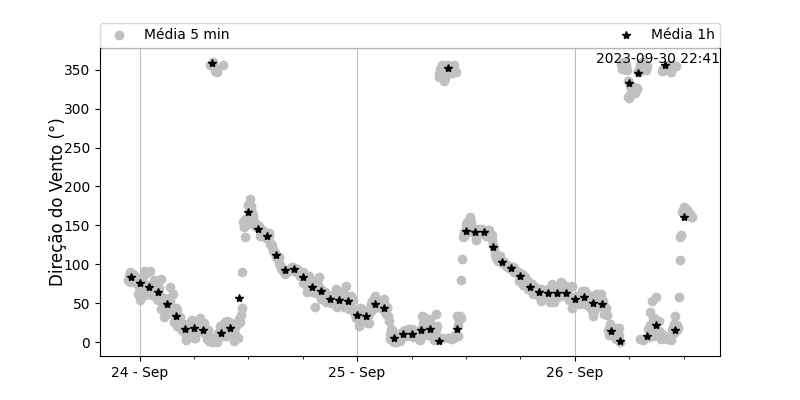 Média 5 min
Média 1h
2023-09-30 22:41
Direção do Vento (°)
350
300
250
200
150
100
50
0
24 - Sep
25 - Sep
26 - Sep